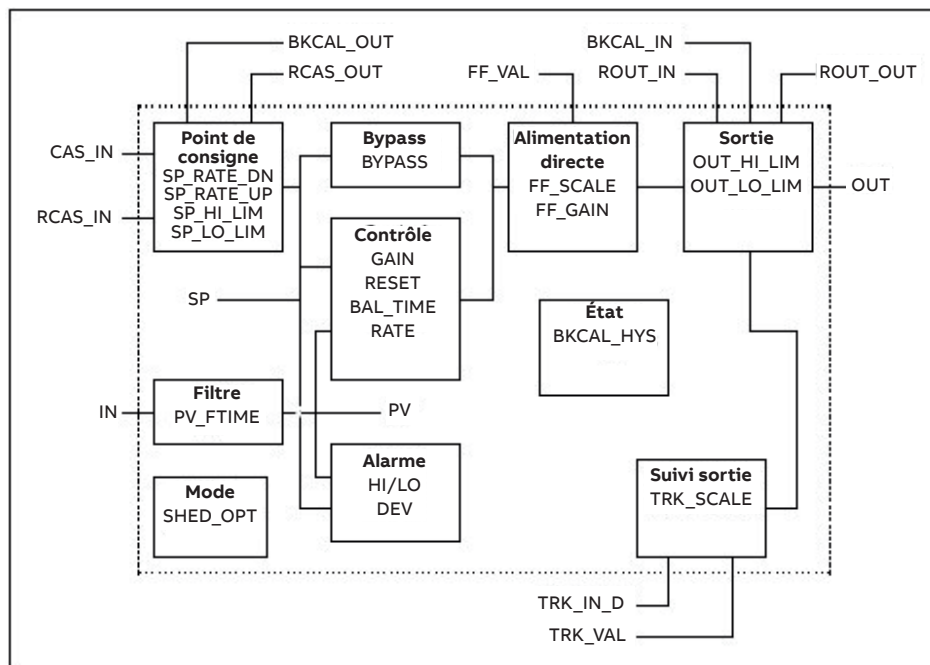 BKCAL_OUT
BKCAL_IN
RCAS_OUT
FF_VAL
ROUT_IN
ROUT_OUT
CAS_IN
RCAS_IN
Point de
consigne
SP_RATE_DN
SP_RATE_UP
SP_HI_LIM
SP_LO_LIM
Bypass
BYPASS
Alimentation
directe
FF_SCALE
FF_GAIN
Sortie
OUT_HI_LIM
OUT_LO_LIM
OUT
Contrôle
GAIN
RESET
BAL_TIME
RATE
SP
État
BKCAL_HYS
IN
Filtre
PV_FTIME
PV
Alarme
HI/LO
DEV
Mode
SHED_OPT
Suivi sortie
TRK_SCALE
TRK_IN_D
TRK_VAL